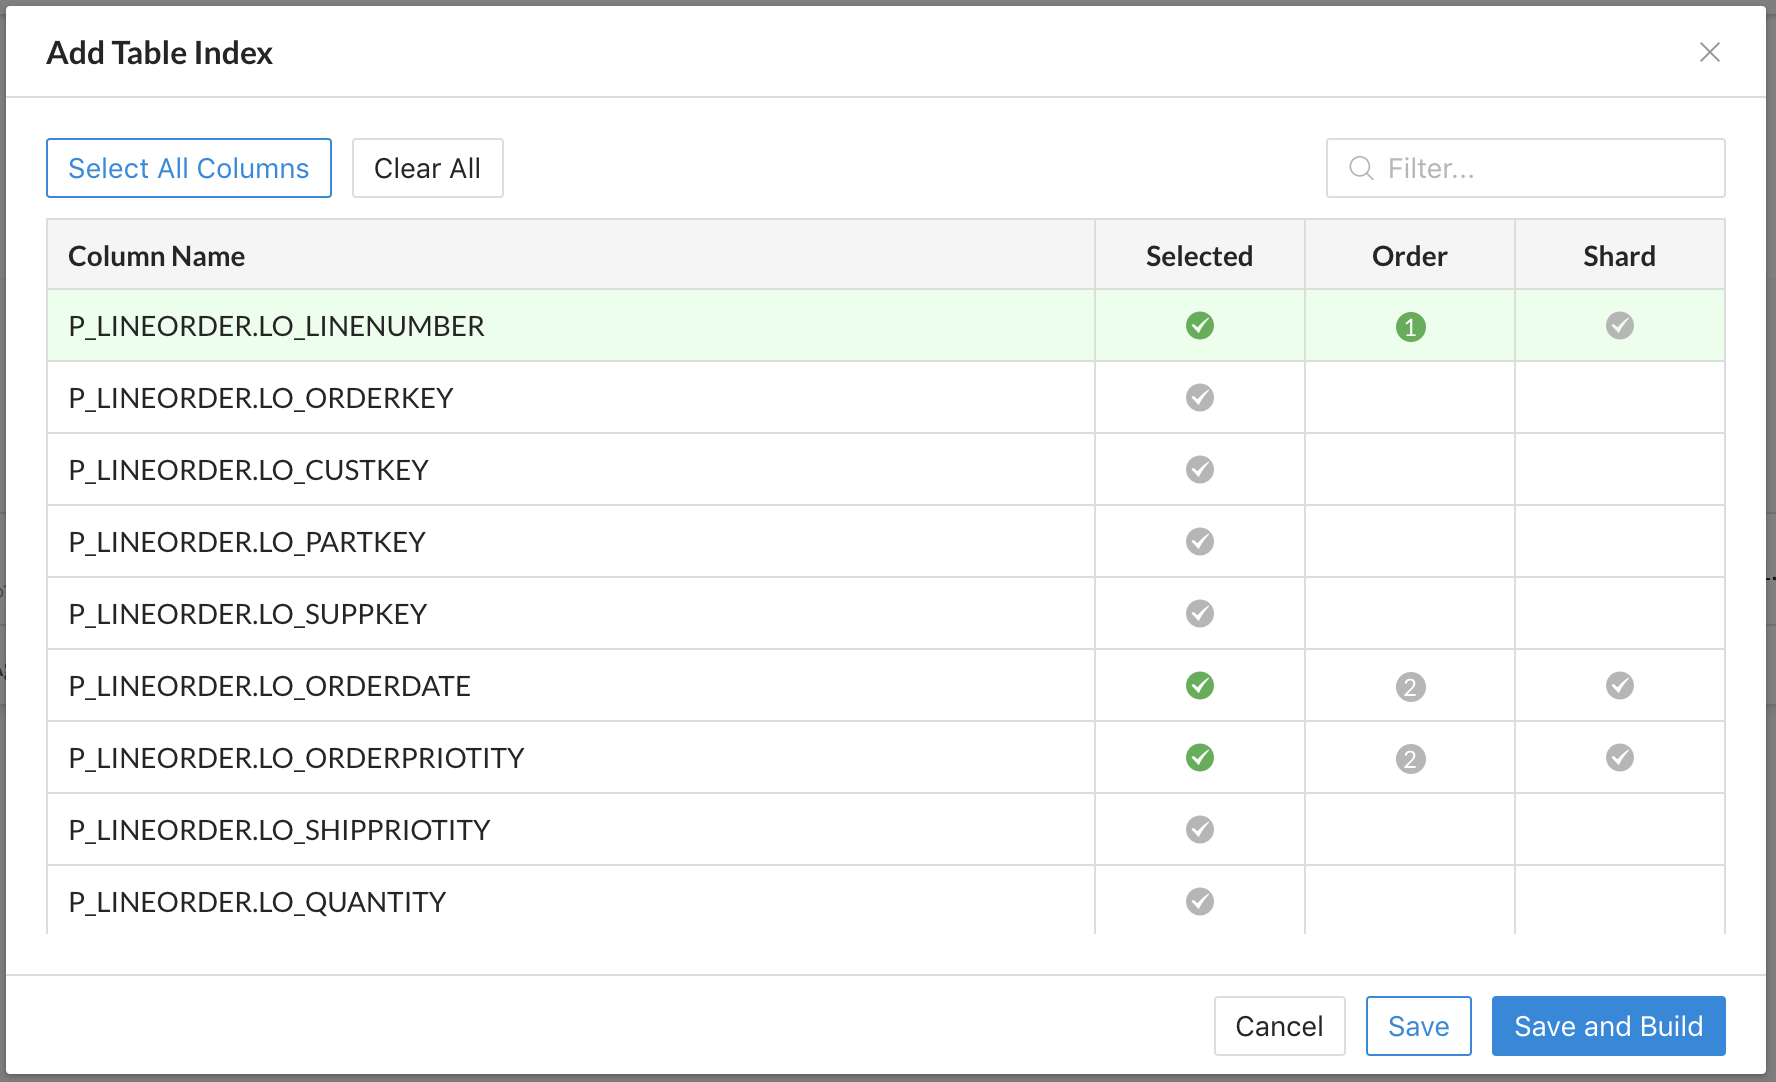 Add Table Index
Select All Columns Clear All Filter...
Column Name Selected Order Shard
P_LINEORDER.LO_LINENUMBER 1
P_LINEORDER.LO_ORDERKEY
P_LINEORDER.LO_CUSTKEY
P_LINEORDER.LO_PARTKEY
P_LINEORDER.LO_SUPPKEY
P_LINEORDER.LO_ORDERDATE 2
P_LINEORDER.LO_ORDERPRIOTITY 2
P_LINEORDER.LO_SHIPPRIOTITY
P_LINEORDER.LO_QUANTITY
Cancel Save Save and Build